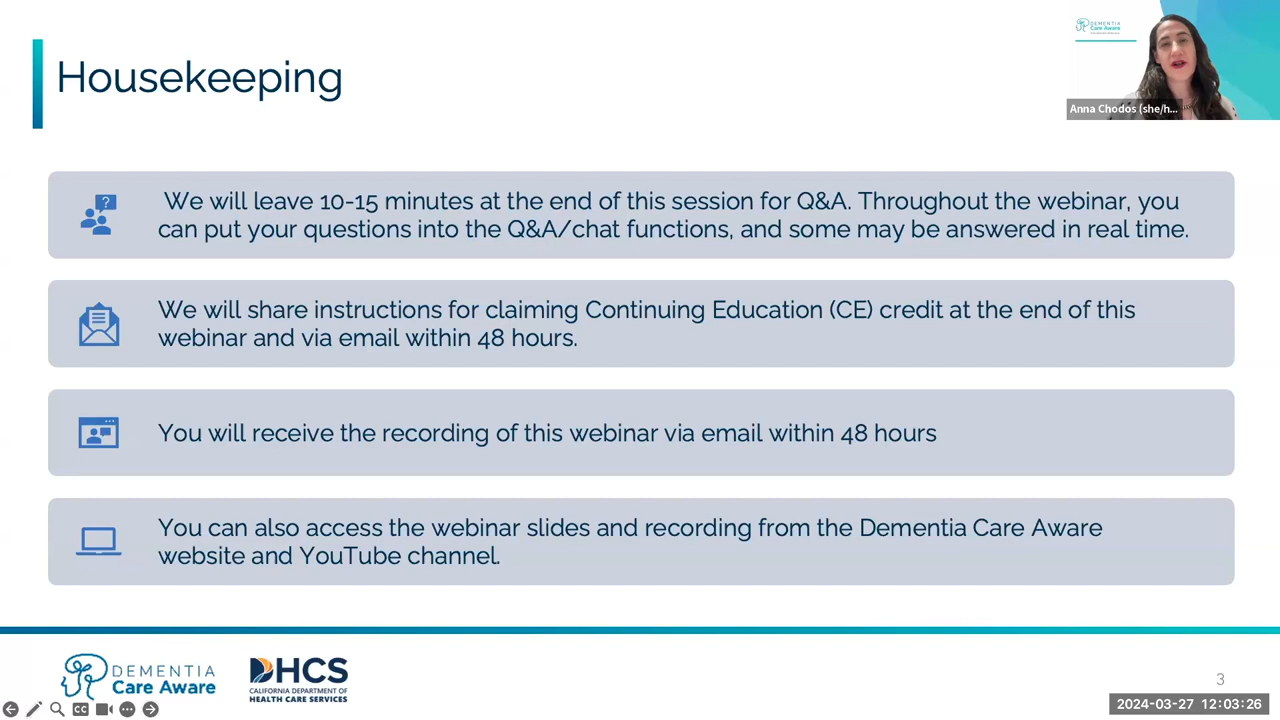 Housekeeping
DEMENTIA
Care Aware
Anna Chodos (she/h...
We will leave 10-15 minutes at the end of this session for Q&A. Throughout the webinar, you
can put your questions into the Q&A/chat functions, and some may be answered in real time.
We will share instructions for claiming Continuing Education (CE) credit at the end of this
webinar and via email within 48 hours.
You will receive the recording of this webinar via email within 48 hours
You can also access the webinar slides and recording from the Dementia Care Aware
website and YouTube channel.
DEMENTIA
Care Aware
DHCS
CALIFORNIA DEPARTMENT OF
HEALTH CARE SERVICES
3
CC
2024-03-27 12:03:26